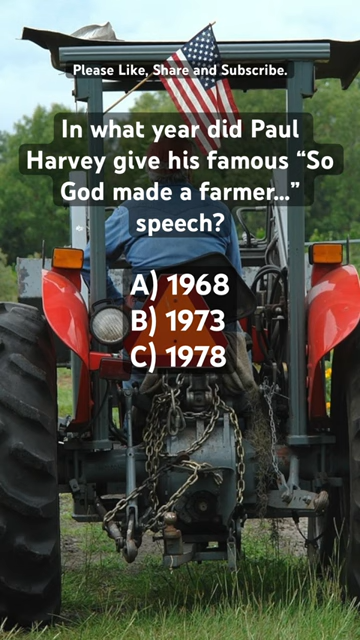 Please Like, Share and Subscribe.
In what year did Paul
Harvey give his famous “So
God made a farmer...”
speech?
A) 1968
B) 1973
C) 1978